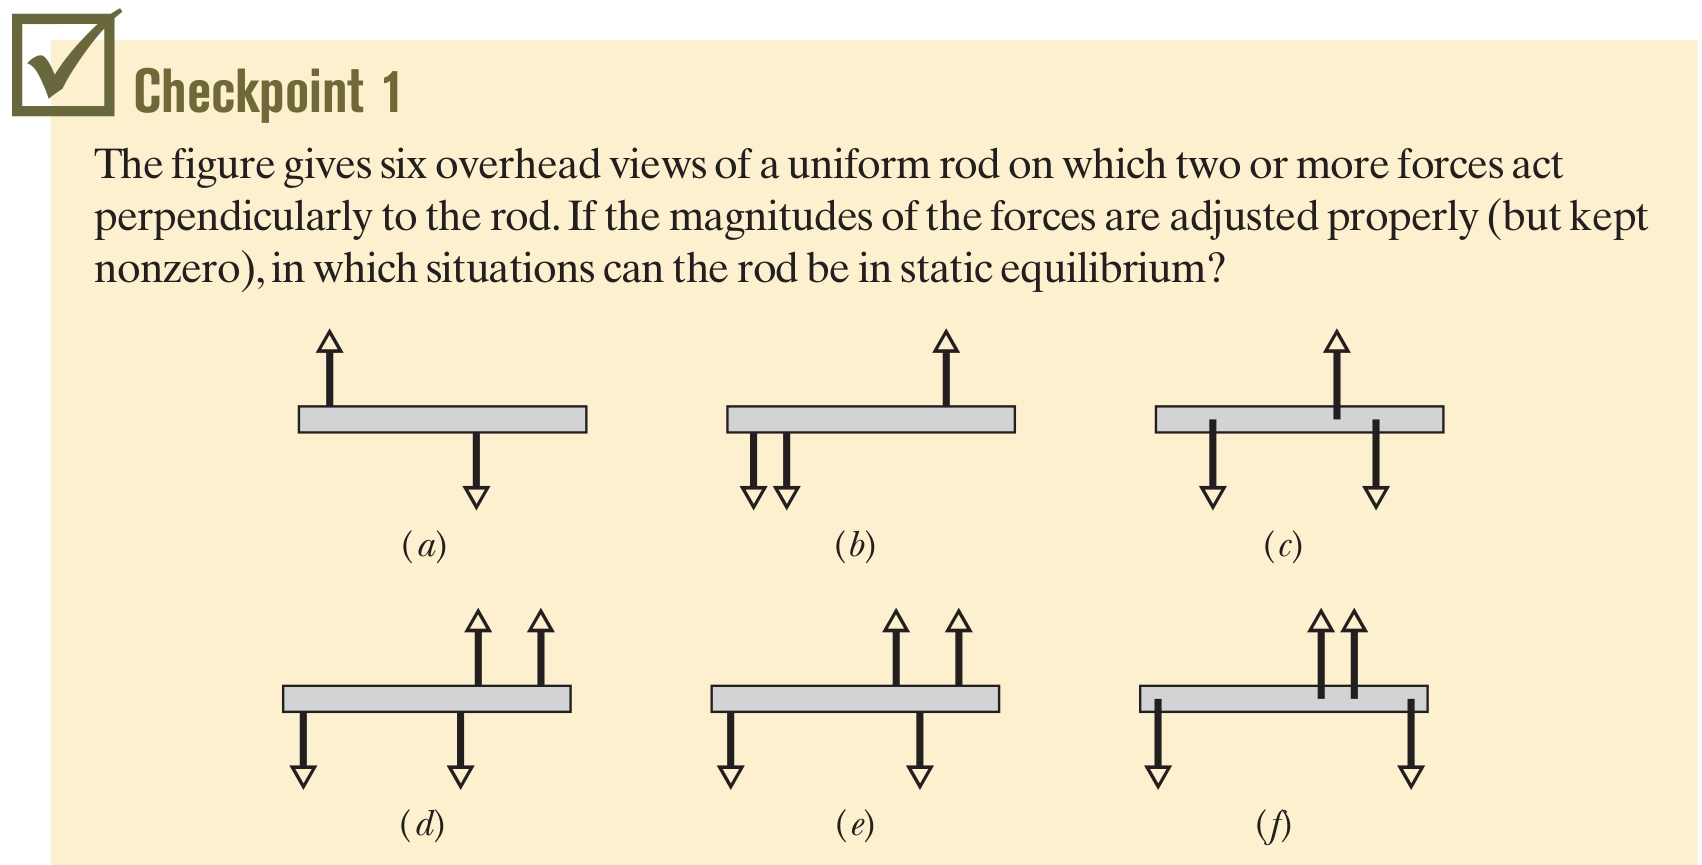 Checkpoint 1
The figure gives six overhead views of a uniform rod on which two or more forces act
perpendicularly to the rod. If the magnitudes of the forces are adjusted properly (but kept
nonzero), in which situations can the rod be in static equilibrium?
(a) (b) (c)
(d) (e) (f)